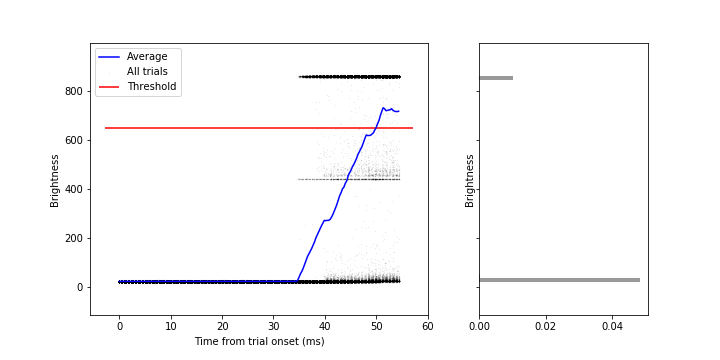 Average
All trials
Threshold
Brightness
800
600
400
200
0
0 10 20 30 40 50 60
Time from trial onset (ms)
Brightness
0.00 0.02 0.04